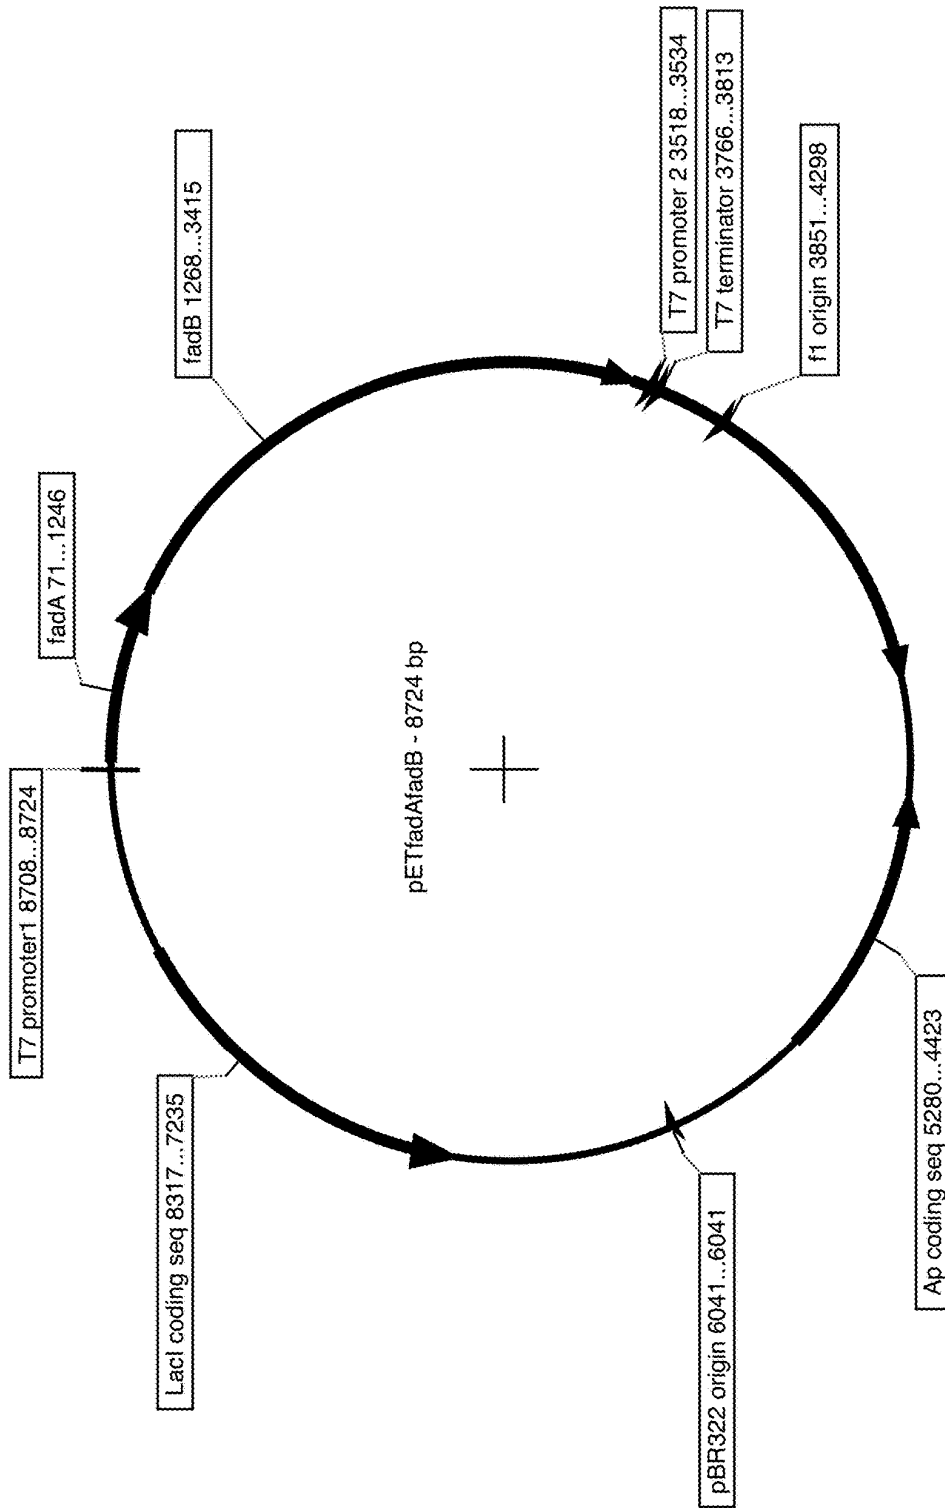 T7 promoter1 8708...8724
fadA 71...1246
fadB 1268...3415
T7 promoter 2 3518...3534
T7 terminator 3766...3813
f1 origin 3851...4298
Ap coding seq 5280...4423
pBR322 origin 6041...6041
LacI coding seq 8317...7235
pETfadAfadB - 8724 bp